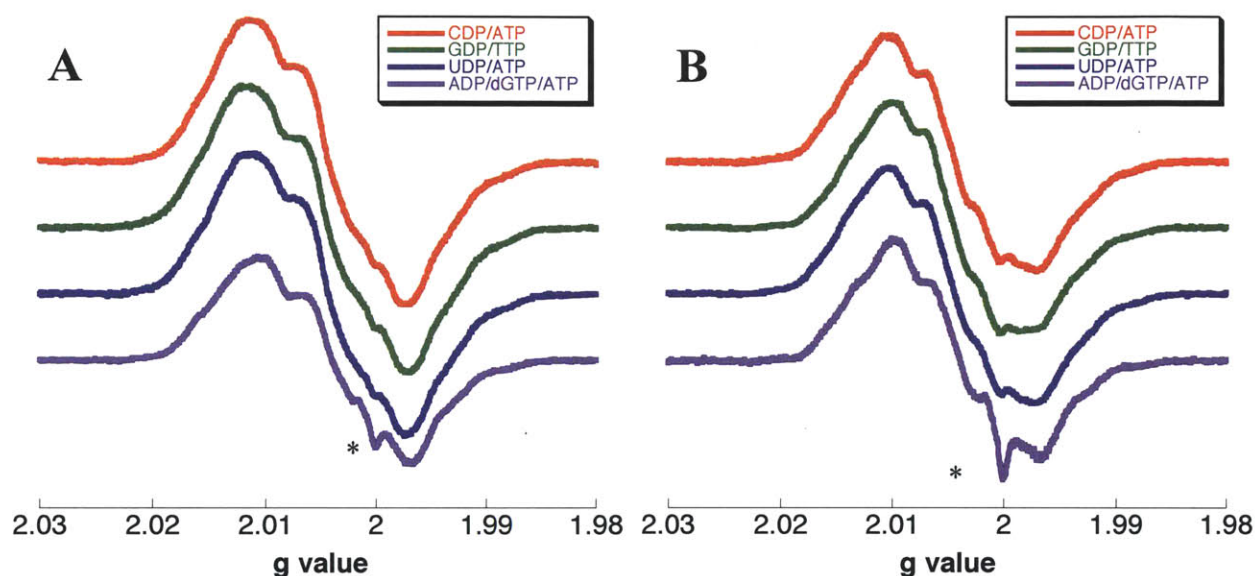 A
CDP/ATP
GDP/TTP
UDP/ATP
ADP/dGTP/ATP
*
2.03 2.02 2.01 2 1.99 1.98
g value
B
CDP/ATP
GDP/TTP
UDP/ATP
ADP/dGTP/ATP
*
2.03 2.02 2.01 2 1.99 1.98
g value